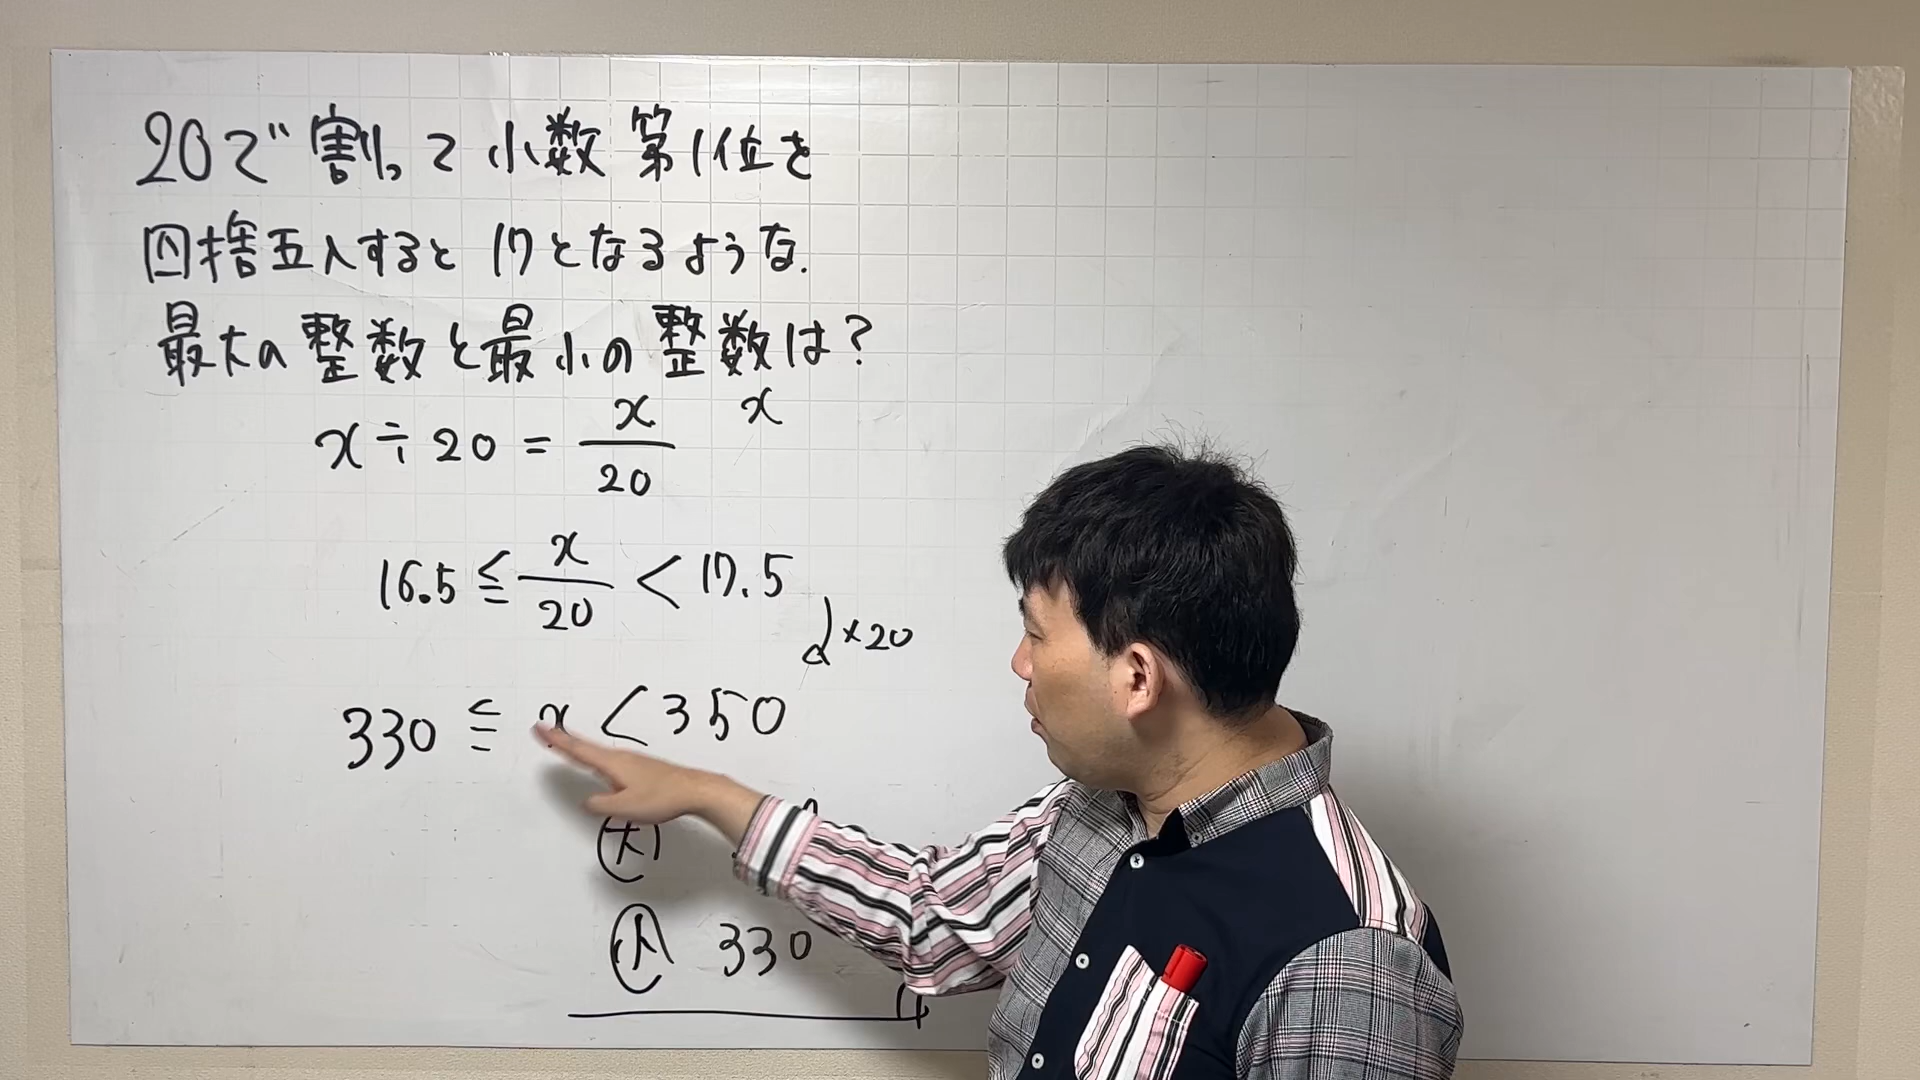 20で割って小数第1位を
四捨五入すると17となるような
最大の整数と最小の整数は?
x
x ÷ 20 = x/20
16.5 ≦ x/20 < 17.5
×20
330 ≦ x < 350
大
小 330